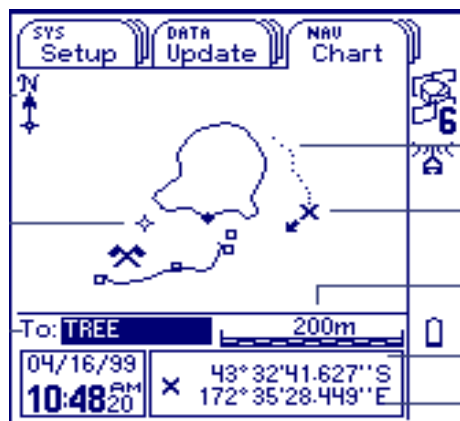 SYS DATA NAV
Setup Update Chart
N
6
To: TREE 200m
04/16/99
10:48 AM 20
43°32'41.627''S
172°35'28.449''E